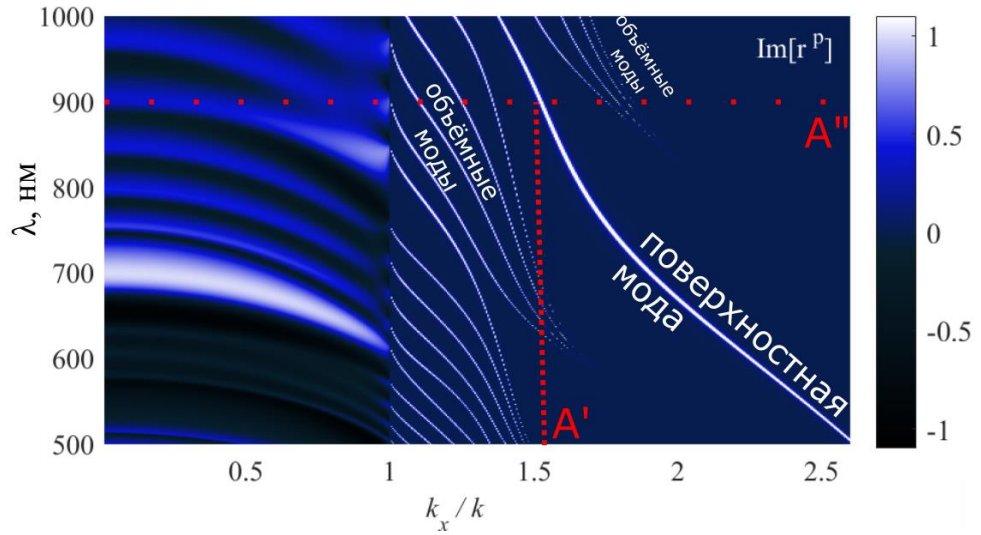 1000
900
800
700
600
500
λ, нм
0.5
1
1.5
2
2.5
k_x / k
объёмные
моды
объёмные
моды
поверхностная
мода
Im[r^p]
A'
A"
1
0.5
0
-0.5
-1